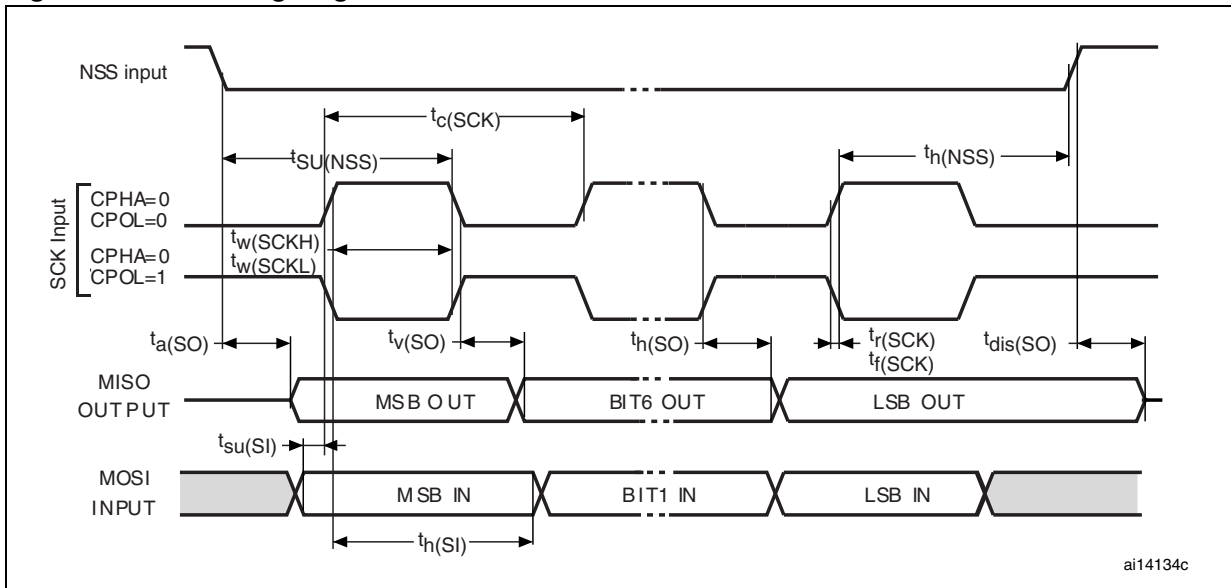 NSS input
tc(SCK)
tSU(NSS)
th(NSS)
SCK Input
CPHA=0
CPOL=0
CPHA=0
CPOL=1
tw(SCKH)
tw(SCKL)
ta(SO)
tv(SO)
th(SO)
tr(SCK)
tf(SCK)
tdis(SO)
MISO
OUTPUT
MSB OUT
BIT6 OUT
LSB OUT
tsu(SI)
MOSI
INPUT
MSB IN
BIT1 IN
LSB IN
th(SI)
ai14134c